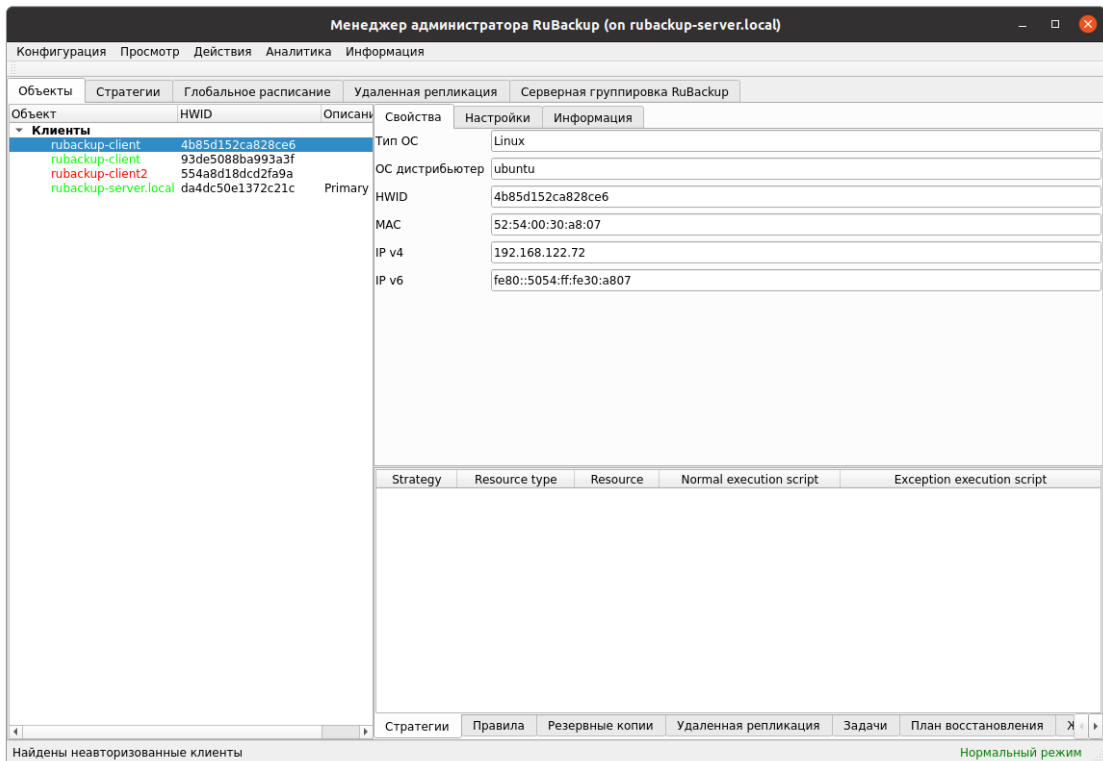 Менеджер администратора RuBackup (on rubackup-server.local)
Конфигурация Просмотр Действия Аналитика Информация
Объекты Стратегии Глобальное расписание Удаленная репликация Серверная группировка RuBackup
Объект HWID Описани
Клиенты
rubackup-client 4b85d152ca828ce6
rubackup-client 93de5088ba993a3f
rubackup-client2 554a8d18dcd2fa9a
rubackup-server.local da4dc50e1372c21c Primary
Свойства Настройки Информация
Тип ОС Linux
ОС дистрибьютер ubuntu
HWID 4b85d152ca828ce6
MAC 52:54:00:30:a8:07
IP v4 192.168.122.72
IP v6 fe80::5054:ff:fe30:a807
Strategy Resource type Resource Normal execution script Exception execution script
Стратегии Правила Резервные копии Удаленная репликация Задачи План восстановления Ж
Найдены неавторизованные клиенты Нормальный режим